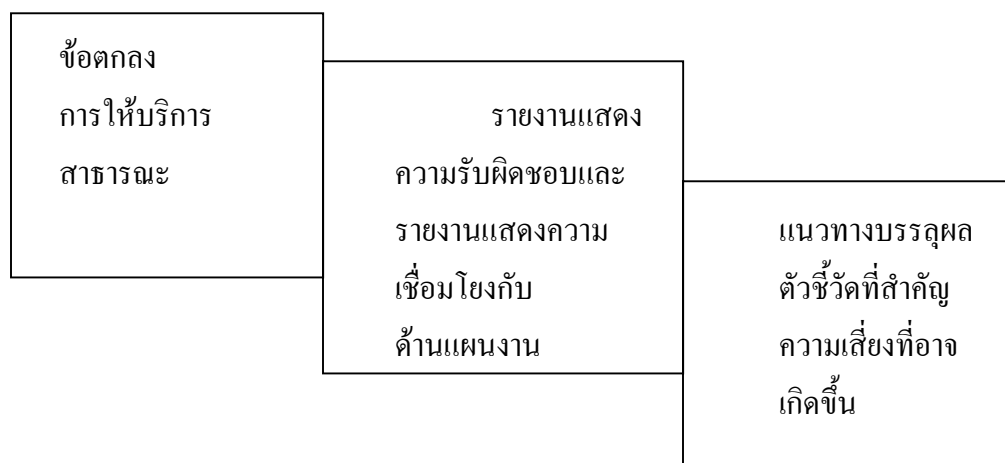 ข้อตกลง
การให้บริการ
สาธารณะ
รายงานแสดง
ความรับผิดชอบและ
รายงานแสดงความ
เชื่อมโยงกับ
ด้านแผนงาน
แนวทางบรรลุผล
ตัวชี้วัดที่สำคัญ
ความเสี่ยงที่อาจ
เกิดขึ้น